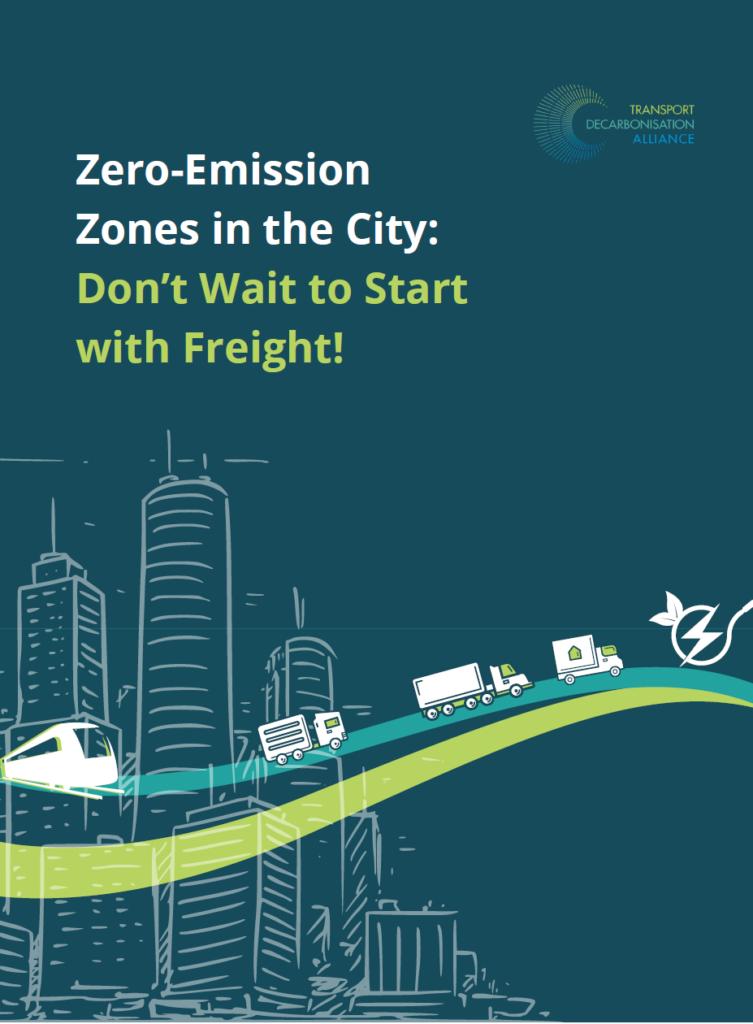 TRANSPORT
DECARBONISATION
ALLIANCE
Zero-Emission
Zones in the City:
Don’t Wait to Start
with Freight!